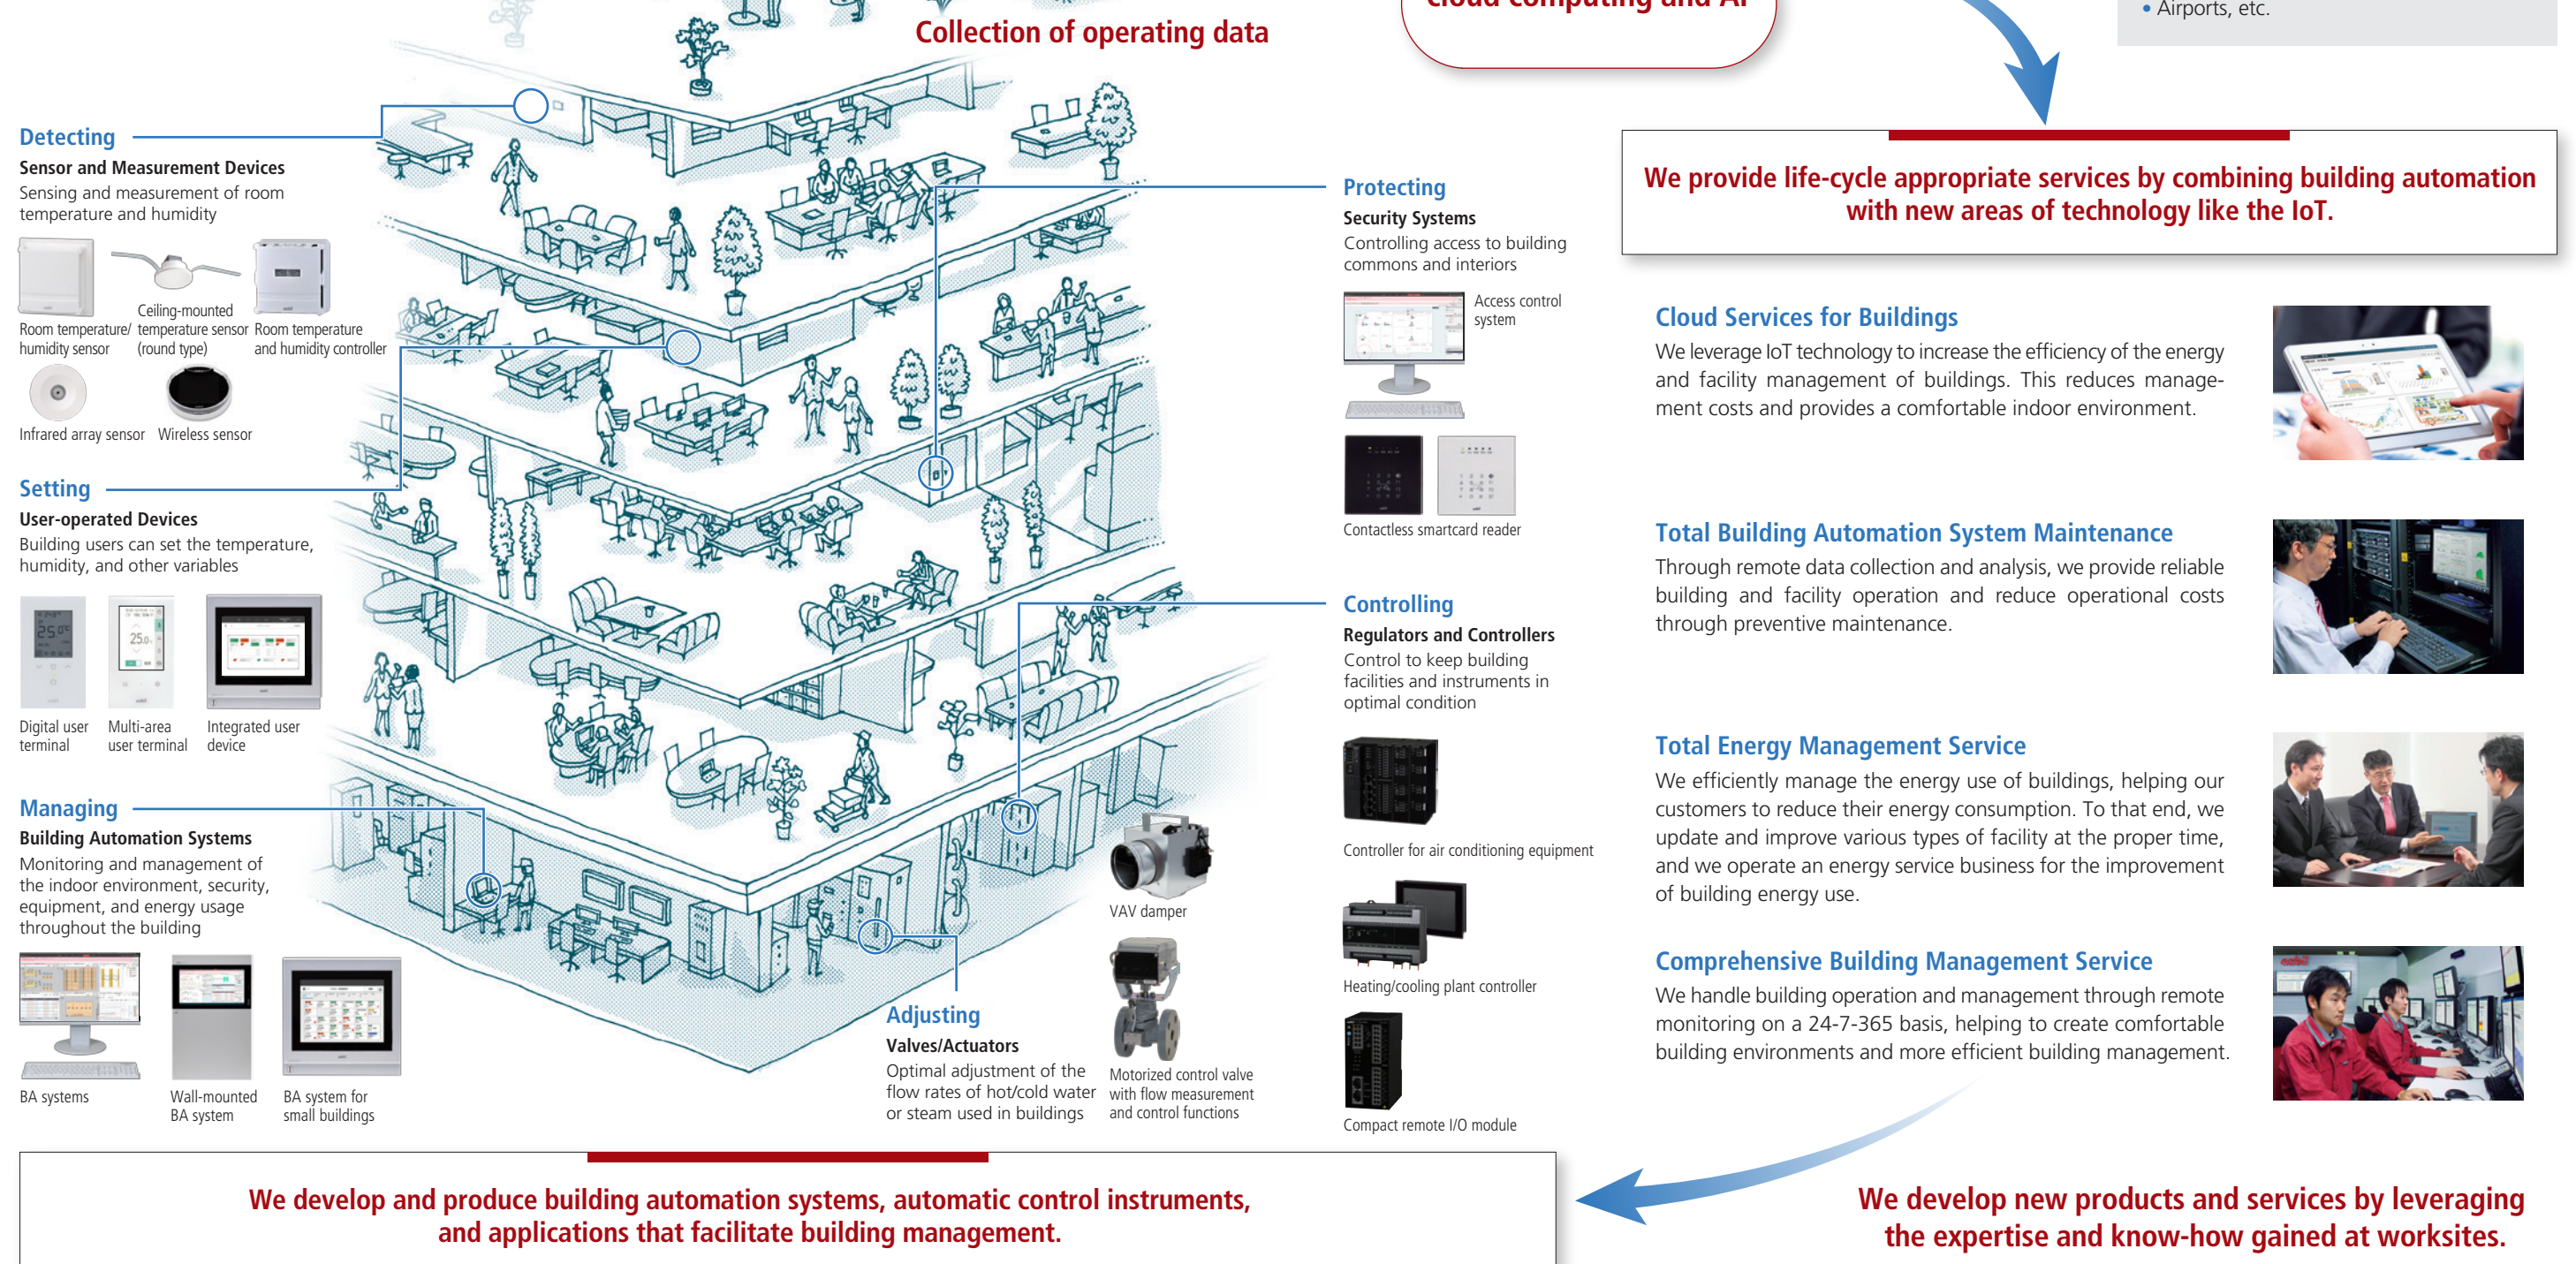 Collection of operating data
cloud computing and AI
• Airports, etc.
Detecting
Sensor and Measurement Devices
Sensing and measurement of room
temperature and humidity
Room temperature/
humidity sensor
Ceiling-mounted
temperature sensor
(round type)
Room temperature
and humidity controller
Infrared array sensor
Wireless sensor
Setting
User-operated Devices
Building users can set the temperature,
humidity, and other variables
25.0
25.0
Digital user
terminal
Multi-area
user terminal
Integrated user
device
Managing
Building Automation Systems
Monitoring and management of
the indoor environment, security,
equipment, and energy usage
throughout the building
BA systems
Wall-mounted
BA system
BA system for
small buildings
Adjusting
Valves/Actuators
Optimal adjustment of the
flow rates of hot/cold water
or steam used in buildings
VAV damper
Motorized control valve
with flow measurement
and control functions
Protecting
Security Systems
Controlling access to building
commons and interiors
Access control
system
Contactless smartcard reader
Controlling
Regulators and Controllers
Control to keep building
facilities and instruments in
optimal condition
Controller for air conditioning equipment
Heating/cooling plant controller
Compact remote I/O module
We provide life-cycle appropriate services by combining building automation
with new areas of technology like the IoT.
Cloud Services for Buildings
We leverage IoT technology to increase the efficiency of the energy
and facility management of buildings. This reduces manage-
ment costs and provides a comfortable indoor environment.
Total Building Automation System Maintenance
Through remote data collection and analysis, we provide reliable
building and facility operation and reduce operational costs
through preventive maintenance.
Total Energy Management Service
We efficiently manage the energy use of buildings, helping our
customers to reduce their energy consumption. To that end, we
update and improve various types of facility at the proper time,
and we operate an energy service business for the improvement
of building energy use.
Comprehensive Building Management Service
We handle building operation and management through remote
monitoring on a 24-7-365 basis, helping to create comfortable
building environments and more efficient building management.
azbil
We develop and produce building automation systems, automatic control instruments,
and applications that facilitate building management.
We develop new products and services by leveraging
the expertise and know-how gained at worksites.